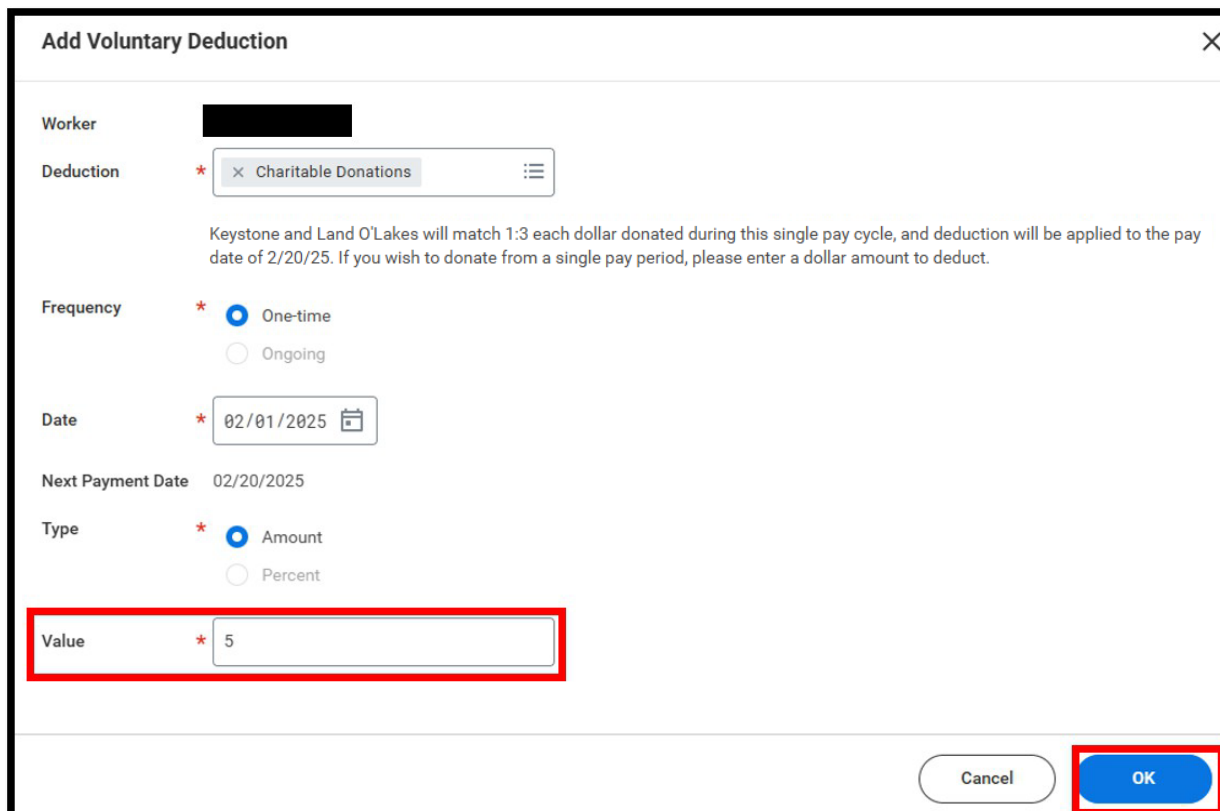 Add Voluntary Deduction
Worker
Deduction * × Charitable Donations
Keystone and Land O'Lakes will match 1:3 each dollar donated during this single pay cycle, and deduction will be applied to the pay
date of 2/20/25. If you wish to donate from a single pay period, please enter a dollar amount to deduct.
Frequency * One-time
Ongoing
Date * 02/01/2025
Next Payment Date 02/20/2025
Type * Amount
Percent
Value * 5
Cancel OK